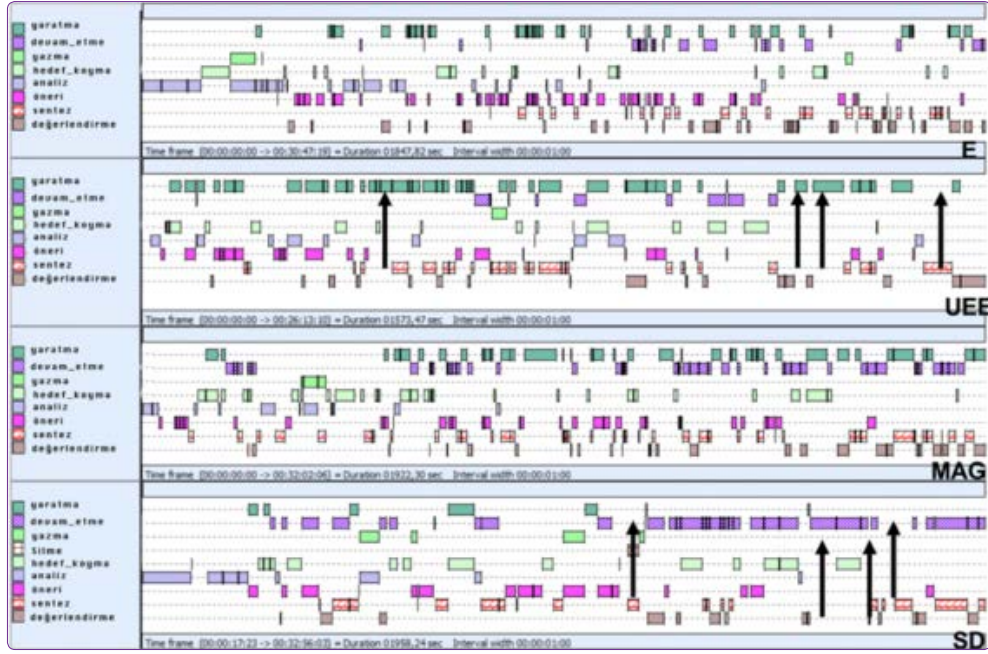 yaratma
devam_etme
yazma
hedef_koyma
analiz
öneri
sentez
değerlendirme
Time frame (00:00:00:00 -> 00:30:47:19) = Duration 01847,82 sec Interval width 00:00:01:00
E
yaratma
devam_etme
yazma
hedef_koyma
analiz
öneri
sentez
değerlendirme
Time frame (00:00:00:00 -> 00:26:13:10) = Duration 01573,47 sec Interval width 00:00:01:00
UEE
yaratma
devam_etme
yazma
hedef_koyma
analiz
öneri
sentez
değerlendirme
Time frame (00:00:00:00 -> 00:32:02:06) = Duration 01922,30 sec Interval width 00:00:01:00
MAG
yaratma
devam_etme
yazma
Silme
hedef_koyma
analiz
öneri
sentez
değerlendirme
Time frame (00:00:17:23 -> 00:32:56:03) = Duration 01958,24 sec Interval width 00:00:01:00
SD